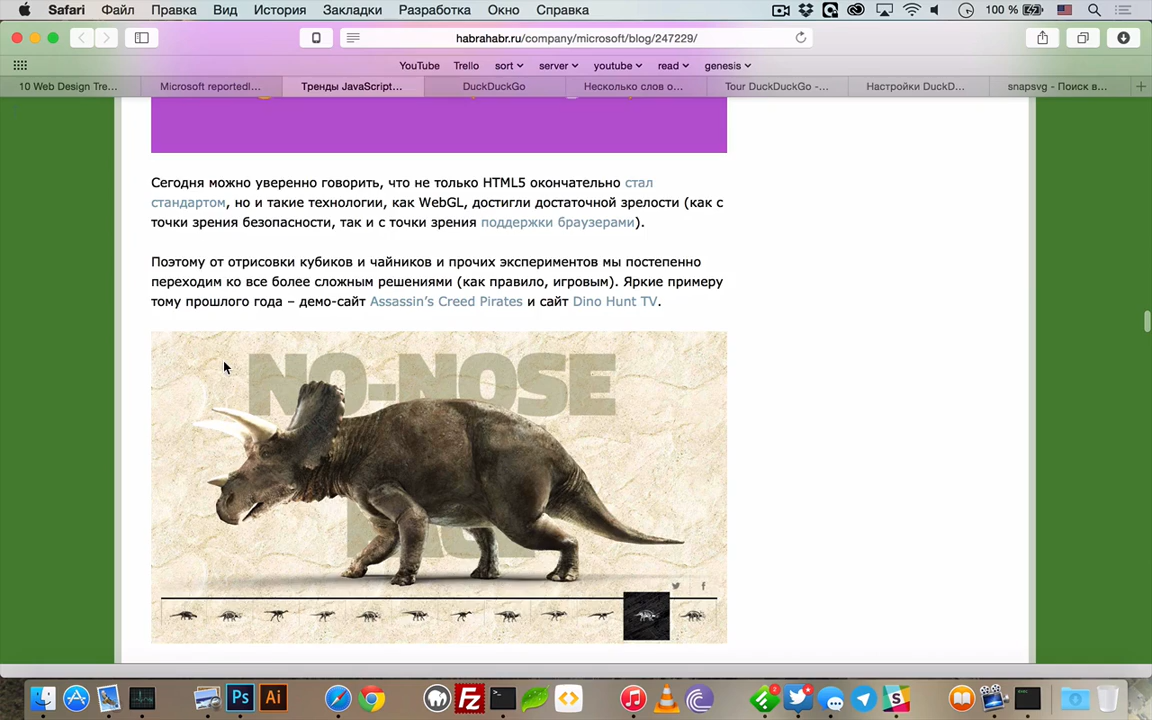 Safari Файл Правка Вид История Закладки Разработка Окно Справка 100 %
habrahabr.ru/company/microsoft/blog/247229/
YouTube Trello sort server youtube read genesis
10 Web Design Tre... Microsoft reportedl... Тренды JavaScript... DuckDuckGo Несколько слов о... Tour DuckDuckGo -... Настройки DuckD... snapsvg - Поиск в...
Сегодня можно уверенно говорить, что не только HTML5 окончательно стал
стандартом, но и такие технологии, как WebGL, достигли достаточной зрелости (как с
точки зрения безопасности, так и с точки зрения поддержки браузерами).
Поэтому от отрисовки кубиков и чайников и прочих экспериментов мы постепенно
переходим ко все более сложным решениями (как правило, игровым). Яркие примеру
тому прошлого года – демо-сайт Assassin's Creed Pirates и сайт Dino Hunt TV.
NO-NOSE
Ps Ai Fz